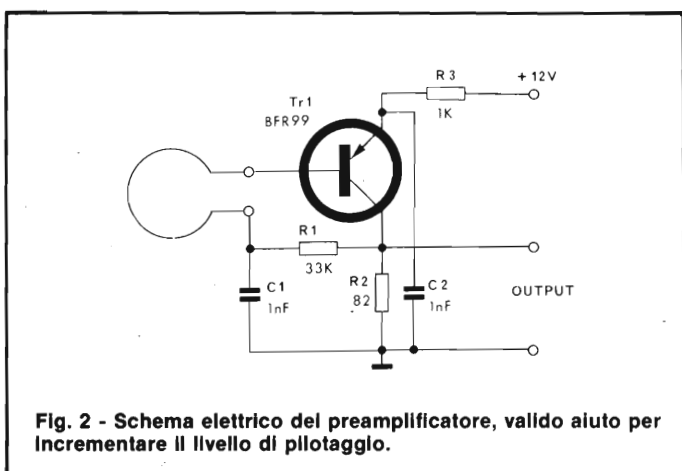 R3
+ 12V
Tr1
BFR99
1K
R1
33K
C1
1nF
R2
82
C2
1nF
OUTPUT
Fig. 2 - Schema elettrico del preamplificatore, valido aiuto per
incrementare il livello di pilotaggio.